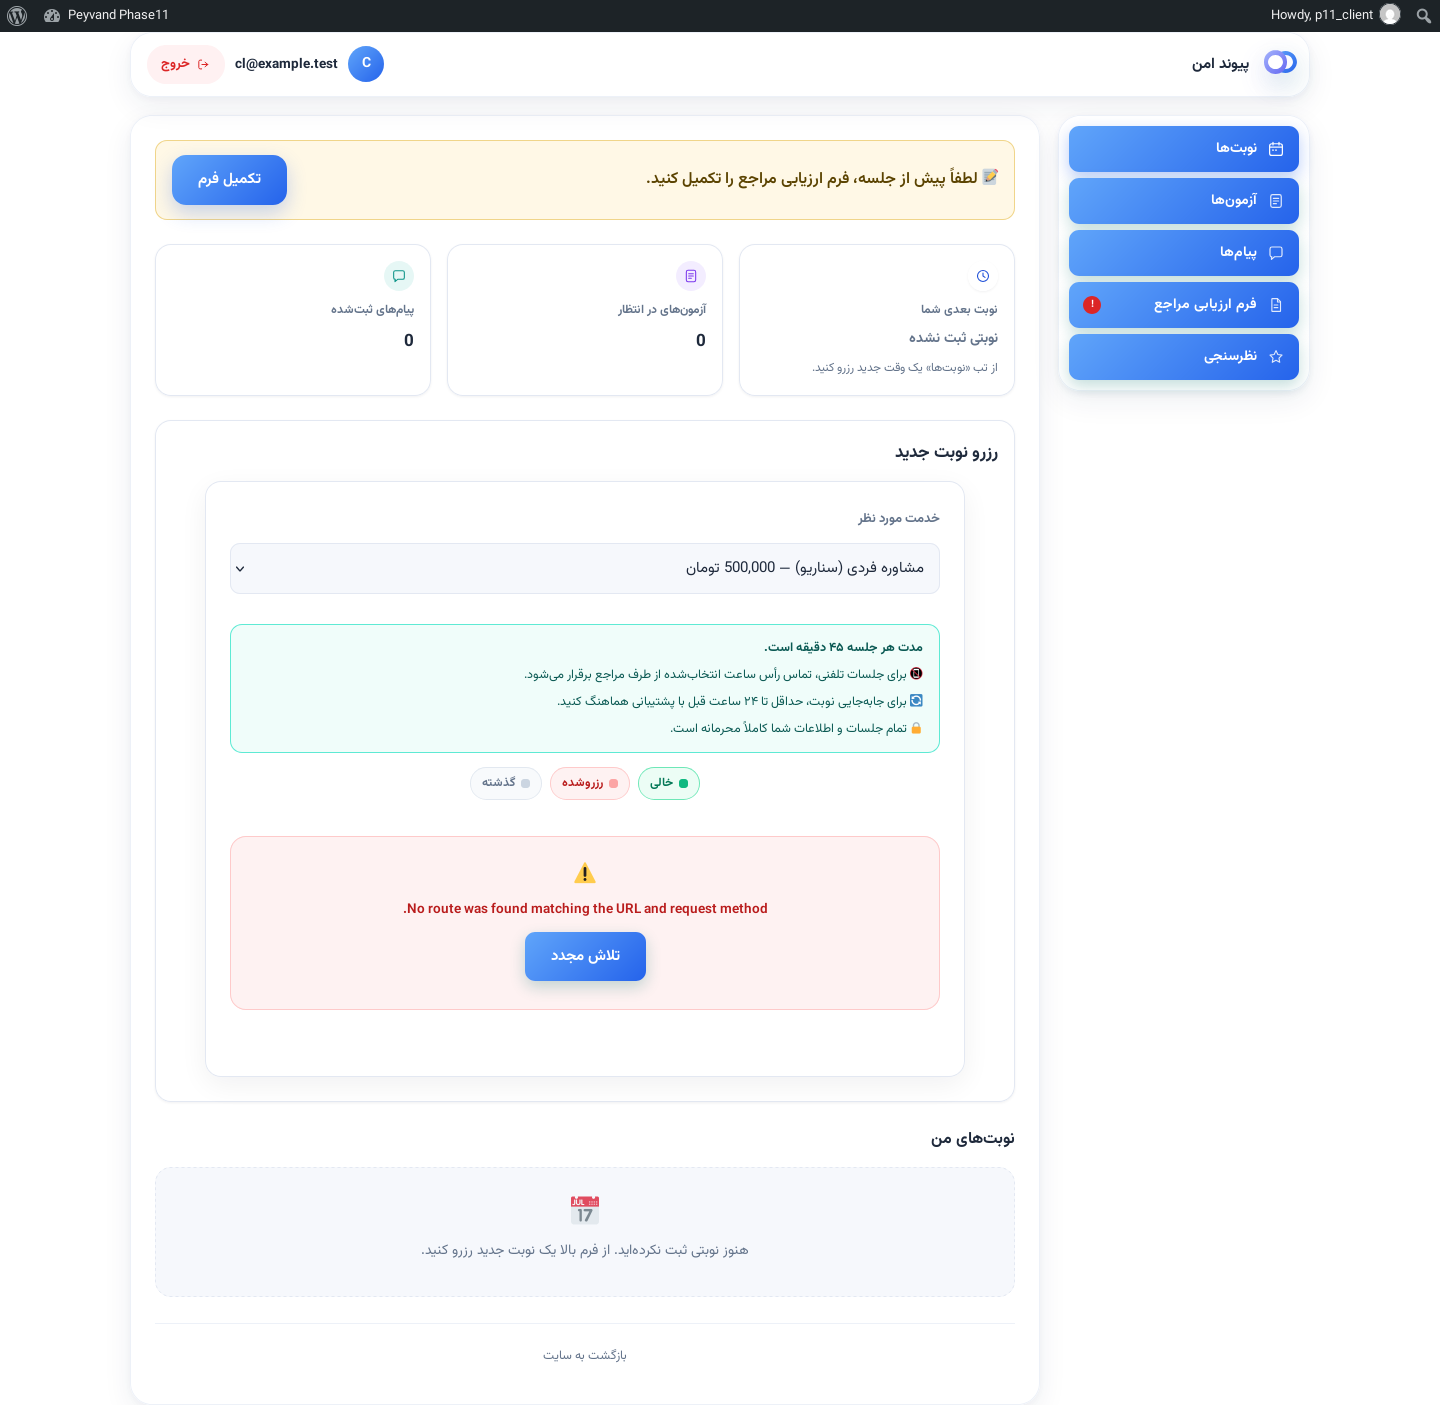 Peyvand Phase11
Howdy, p11_client
پیوند امن
C
cl@example.test
خروج
نوبت‌ها
آزمون‌ها
پیام‌ها
فرم ارزیابی مراجع
!
نظرسنجی
لطفاً پیش از جلسه، فرم ارزیابی مراجع را تکمیل کنید.
تکمیل فرم
نوبت بعدی شما
نوبتی ثبت نشده
از تب «نوبت‌ها» یک وقت جدید رزرو کنید.
آزمون‌های در انتظار
0
پیام‌های ثبت‌شده
0
رزرو نوبت جدید
خدمت مورد نظر
مشاوره فردی (سناریو) — 500,000 تومان
مدت هر جلسه ۴۵ دقیقه است.
برای جلسات تلفنی، تماس رأس ساعت انتخاب‌شده از طرف مراجع برقرار می‌شود.
برای جابه‌جایی نوبت، حداقل تا ۲۴ ساعت قبل با پشتیبانی هماهنگ کنید.
تمام جلسات و اطلاعات شما کاملاً محرمانه است.
خالی
رزروشده
گذشته
No route was found matching the URL and request method.
تلاش مجدد
نوبت‌های من
JUL
17
هنوز نوبتی ثبت نکرده‌اید. از فرم بالا یک نوبت جدید رزرو کنید.
بازگشت به سایت